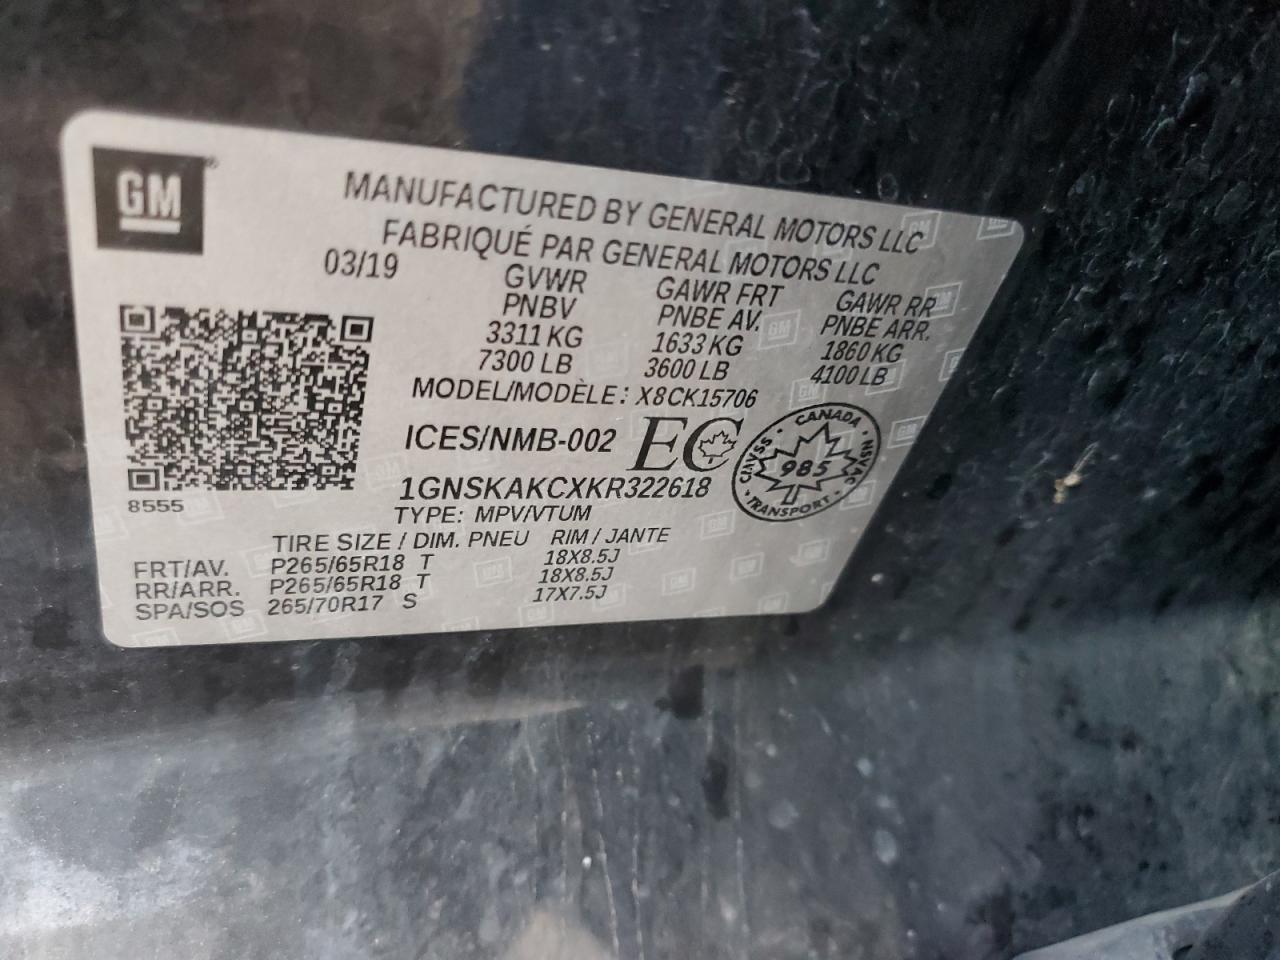 GM
MANUFACTURED BY GENERAL MOTORS LLC
FABRIQUÉ PAR GENERAL MOTORS LLC
03/19 GVWR GAWR FRT GAWR RR
PNBV PNBE AV. PNBE ARR.
3311 KG 1633 KG 1860 KG
7300 LB 3600 LB 4100 LB
MODEL/MODÈLE: X8CK15706
ICES/NMB-002 EC
CANADA
NSVAC
TRANSPORT
CMVSS
985
8555
1GNSKAKCXKR322618
TYPE: MPV/VTUM
TIRE SIZE / DIM. PNEU RIM / JANTE
FRT/AV. P265/65R18 T 18X8.5J
RR/ARR. P265/65R18 T 18X8.5J
SPA/SOS 265/70R17 S 17X7.5J